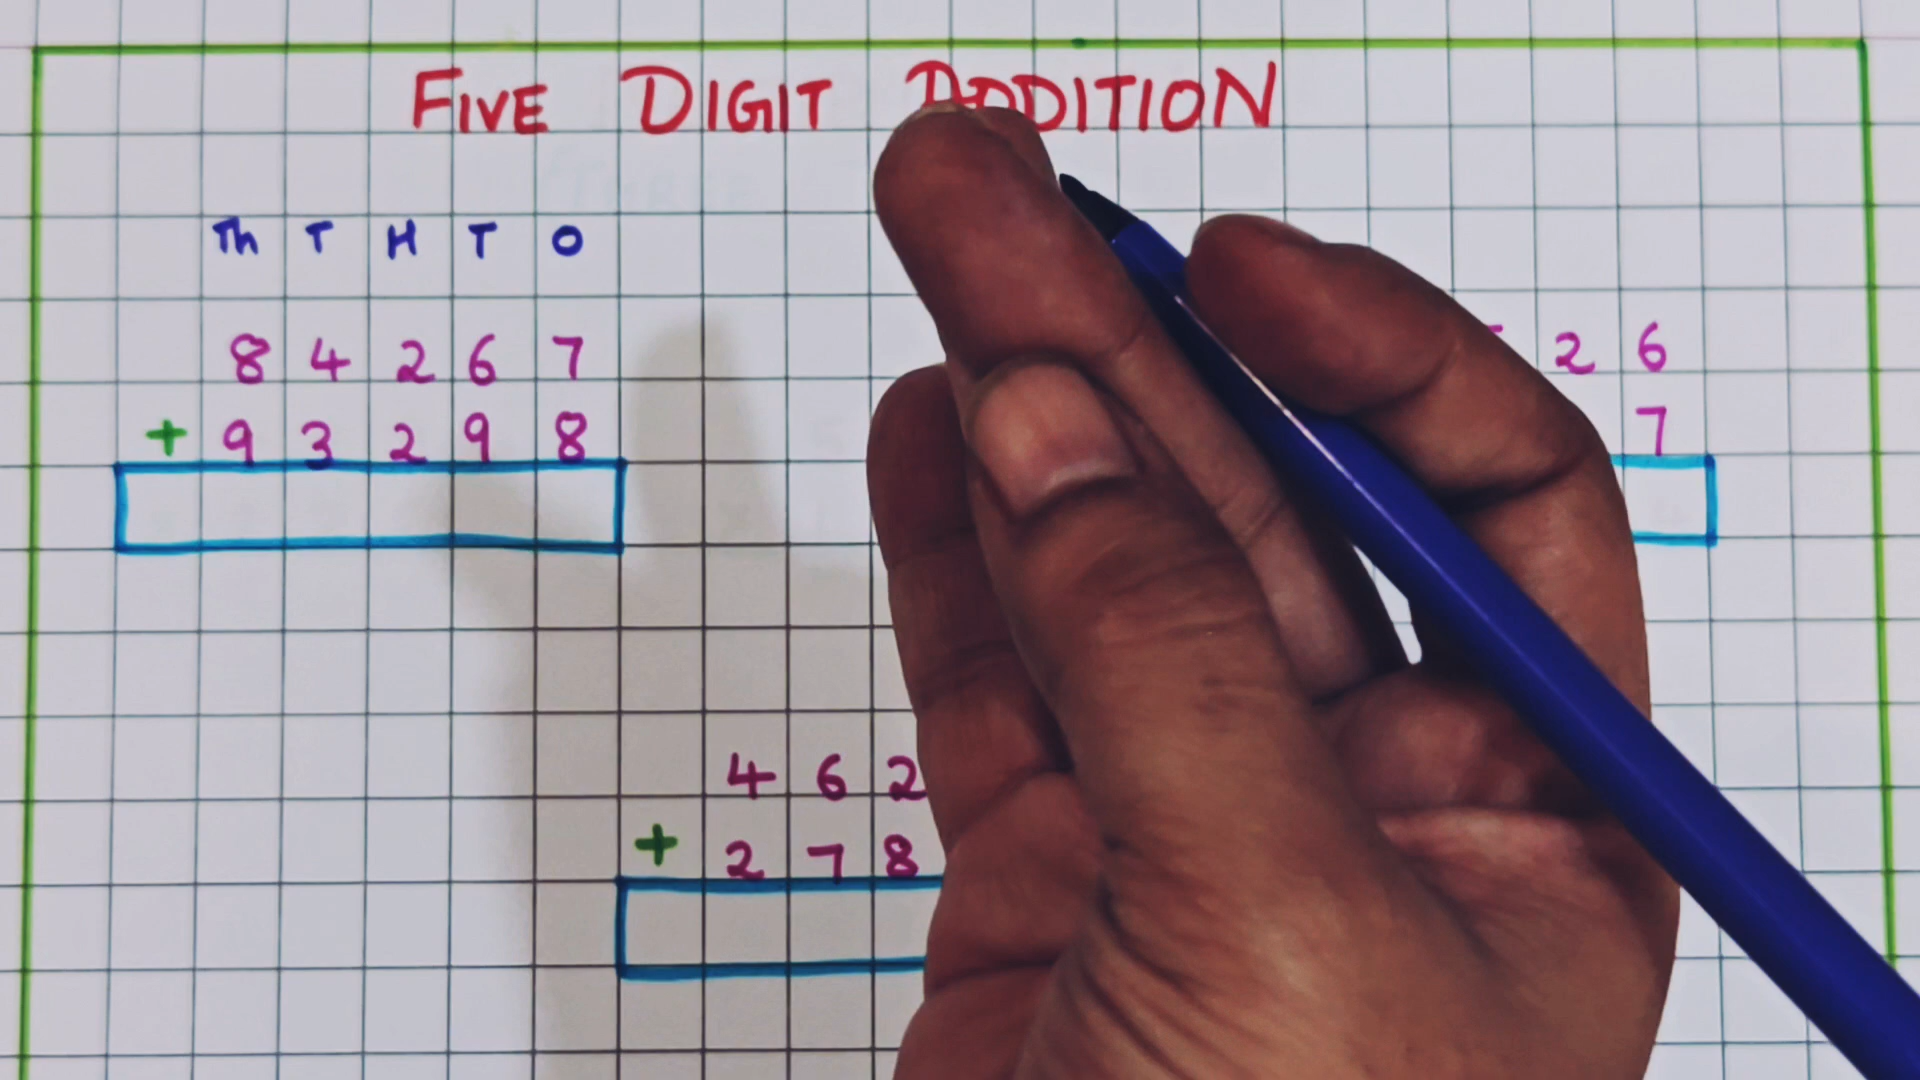 FIVE DIGIT ADDITION
Th T H T O
8 4 2 6 7
+ 9 3 2 9 8
2 6
7
4 6 2
+ 2 7 8